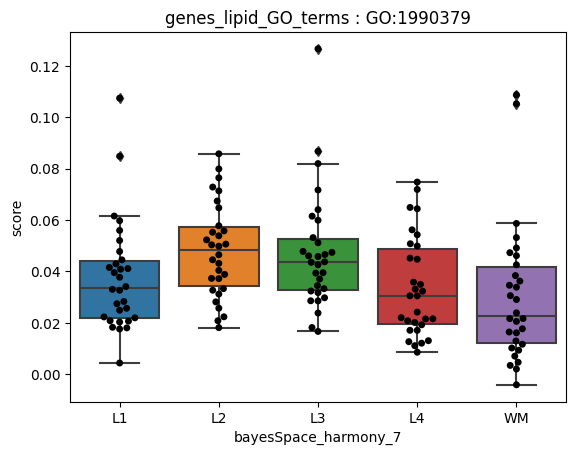 genes_lipid_GO_terms : GO:1990379
score
0.12
0.10
0.08
0.06
0.04
0.02
0.00
L1 L2 L3 L4 WM
bayesSpace_harmony_7